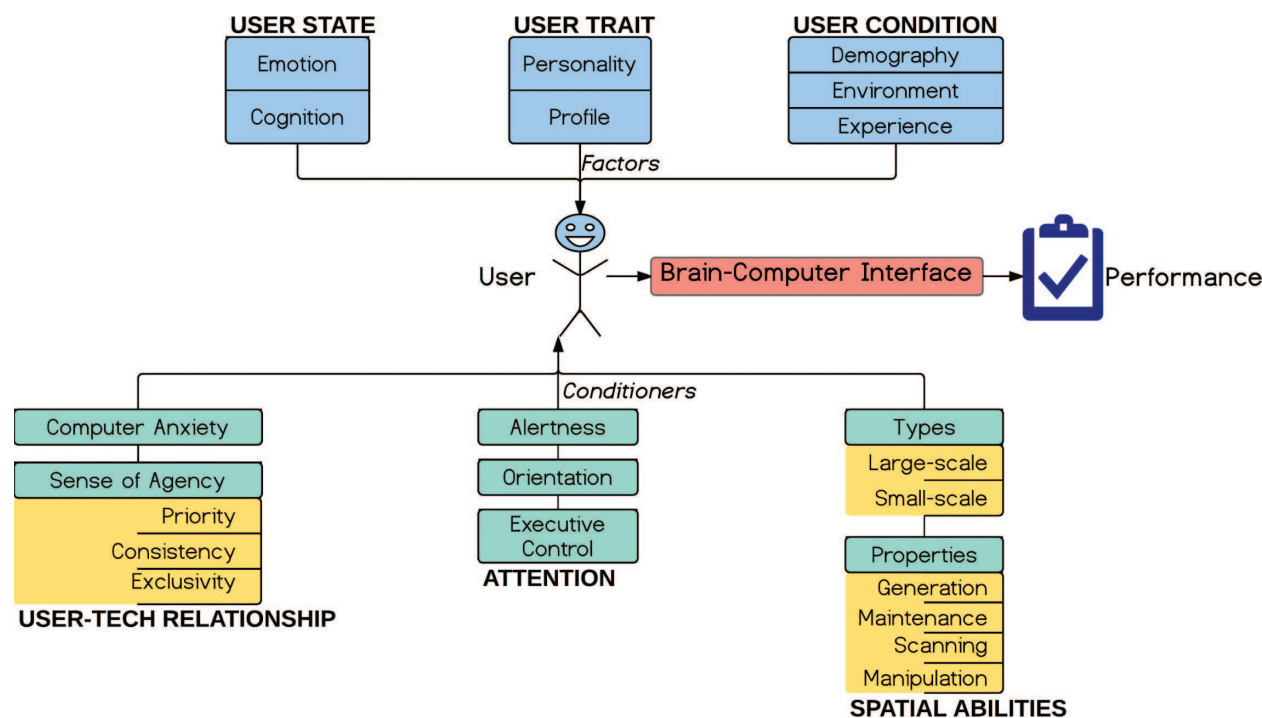 USER STATE
Emotion
Cognition
USER TRAIT
Personality
Profile
USER CONDITION
Demography
Environment
Experience
Factors
User
Brain-Computer Interface
Performance
Conditioners
Computer Anxiety
Sense of Agency
Priority
Consistency
Exclusivity
USER-TECH RELATIONSHIP
Alertness
Orientation
Executive
Control
ATTENTION
Types
Large-scale
Small-scale
Properties
Generation
Maintenance
Scanning
Manipulation
SPATIAL ABILITIES